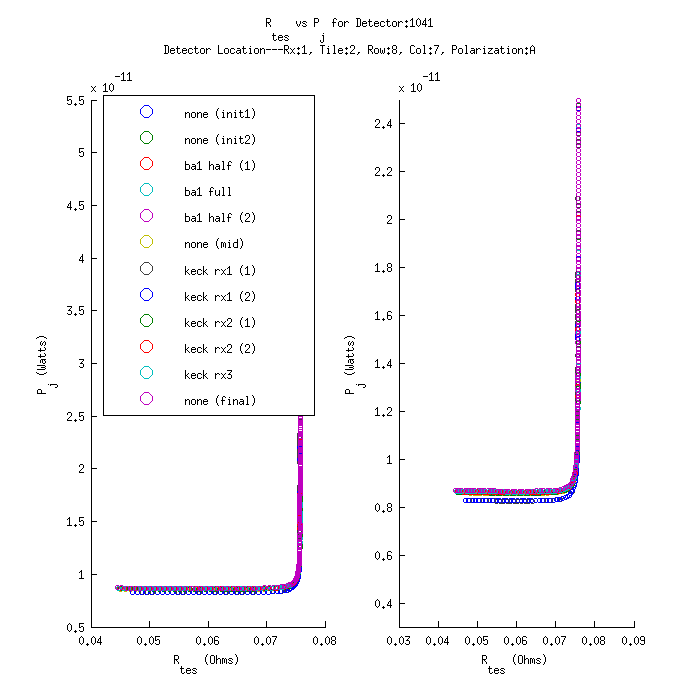 R_tes vs P_j for Detector:1041
Detector Location---Rx:1, Tile:2, Row:8, Col:7, Polarization:A
x 10^-11
5.5
5
4.5
4
3.5
3
2.5
2
1.5
1
0.5
P_j (Watts)
none (init1)
none (init2)
ba1 half (1)
ba1 full
ba1 half (2)
none (mid)
keck rx1 (1)
keck rx1 (2)
keck rx2 (1)
keck rx2 (2)
keck rx3
none (final)
0.04 0.05 0.06 0.07 0.08
R_tes (Ohms)
x 10^-11
2.4
2.2
2
1.8
1.6
1.4
1.2
1
0.8
0.6
0.4
P_j (Watts)
0.03 0.04 0.05 0.06 0.07 0.08 0.09
R_tes (Ohms)